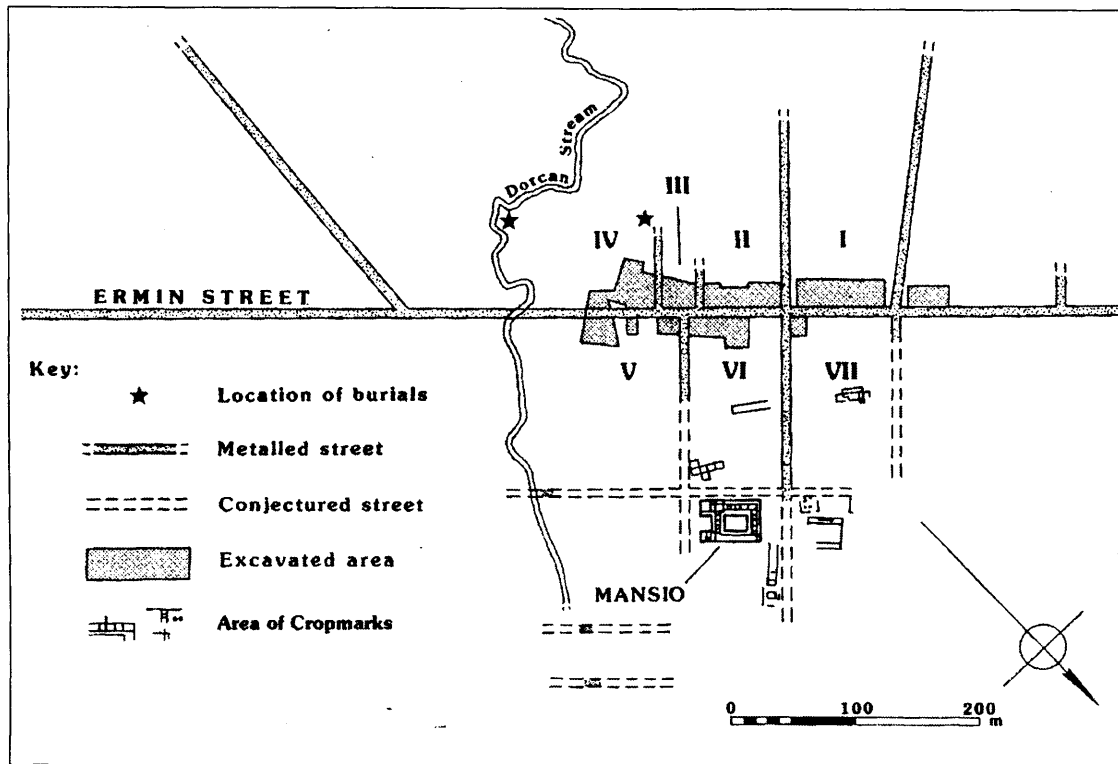 Dorcan Stream
III
IV
II
I
ERMIN STREET
V
VI
VII
Key:
Location of burials
Metalled street
Conjectured street
Excavated area
Area of Cropmarks
MANSIO
0 100 200
m